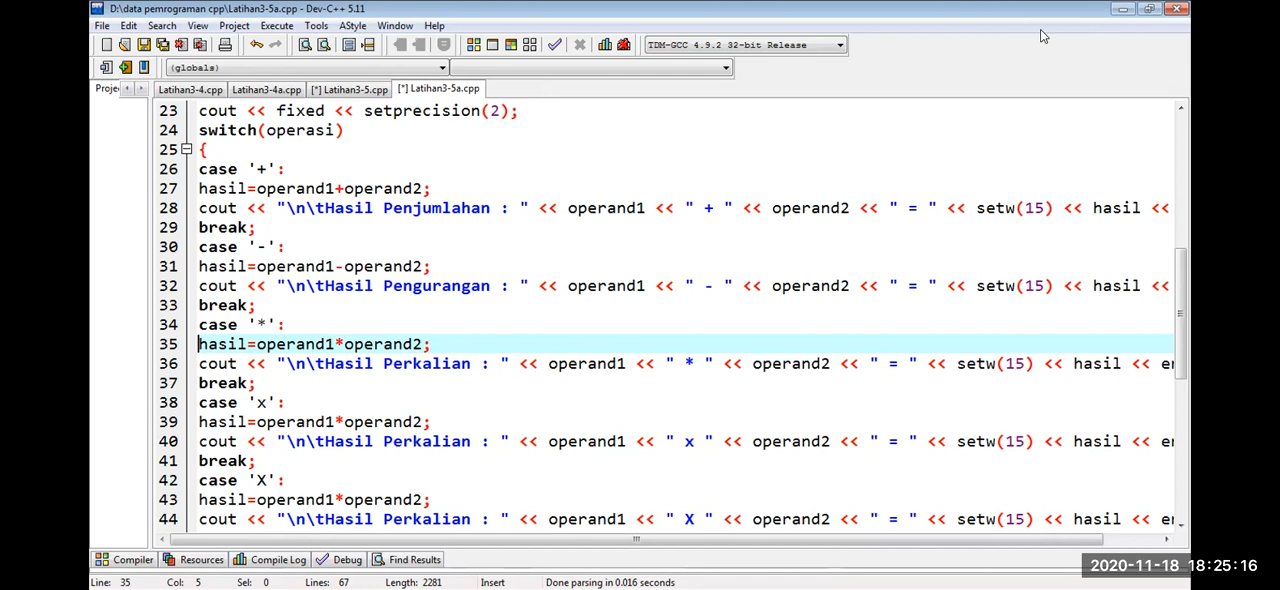 D:\data pemrograman cpp\Latihan3-5a.cpp - Dev-C++ 5.11
File Edit Search View Project Execute Tools AStyle Window Help
TDM-GCC 4.9.2 32-bit Release
(globals)
Proje Latihan3-4.cpp Latihan3-4a.cpp [*] Latihan3-5.cpp [*] Latihan3-5a.cpp
23 cout << fixed << setprecision(2);
24 switch(operasi)
25 {
26 case '+':
27 hasil=operand1+operand2;
28 cout << "\n\tHasil Penjumlahan : " << operand1 << " + " << operand2 << " = " << setw(15) << hasil <<
29 break;
30 case '-':
31 hasil=operand1-operand2;
32 cout << "\n\tHasil Pengurangan : " << operand1 << " - " << operand2 << " = " << setw(15) << hasil <<
33 break;
34 case '*':
35 hasil=operand1*operand2;
36 cout << "\n\tHasil Perkalian : " << operand1 << " * " << operand2 << " = " << setw(15) << hasil << en
37 break;
38 case 'x':
39 hasil=operand1*operand2;
40 cout << "\n\tHasil Perkalian : " << operand1 << " x " << operand2 << " = " << setw(15) << hasil << en
41 break;
42 case 'X':
43 hasil=operand1*operand2;
44 cout << "\n\tHasil Perkalian : " << operand1 << " X " << operand2 << " = " << setw(15) << hasil << en
Compiler Resources Compile Log Debug Find Results
2020-11-18 18:25:16
Line: 35 Col: 5 Sel: 0 Lines: 67 Length: 2281 Insert Done parsing in 0.016 seconds